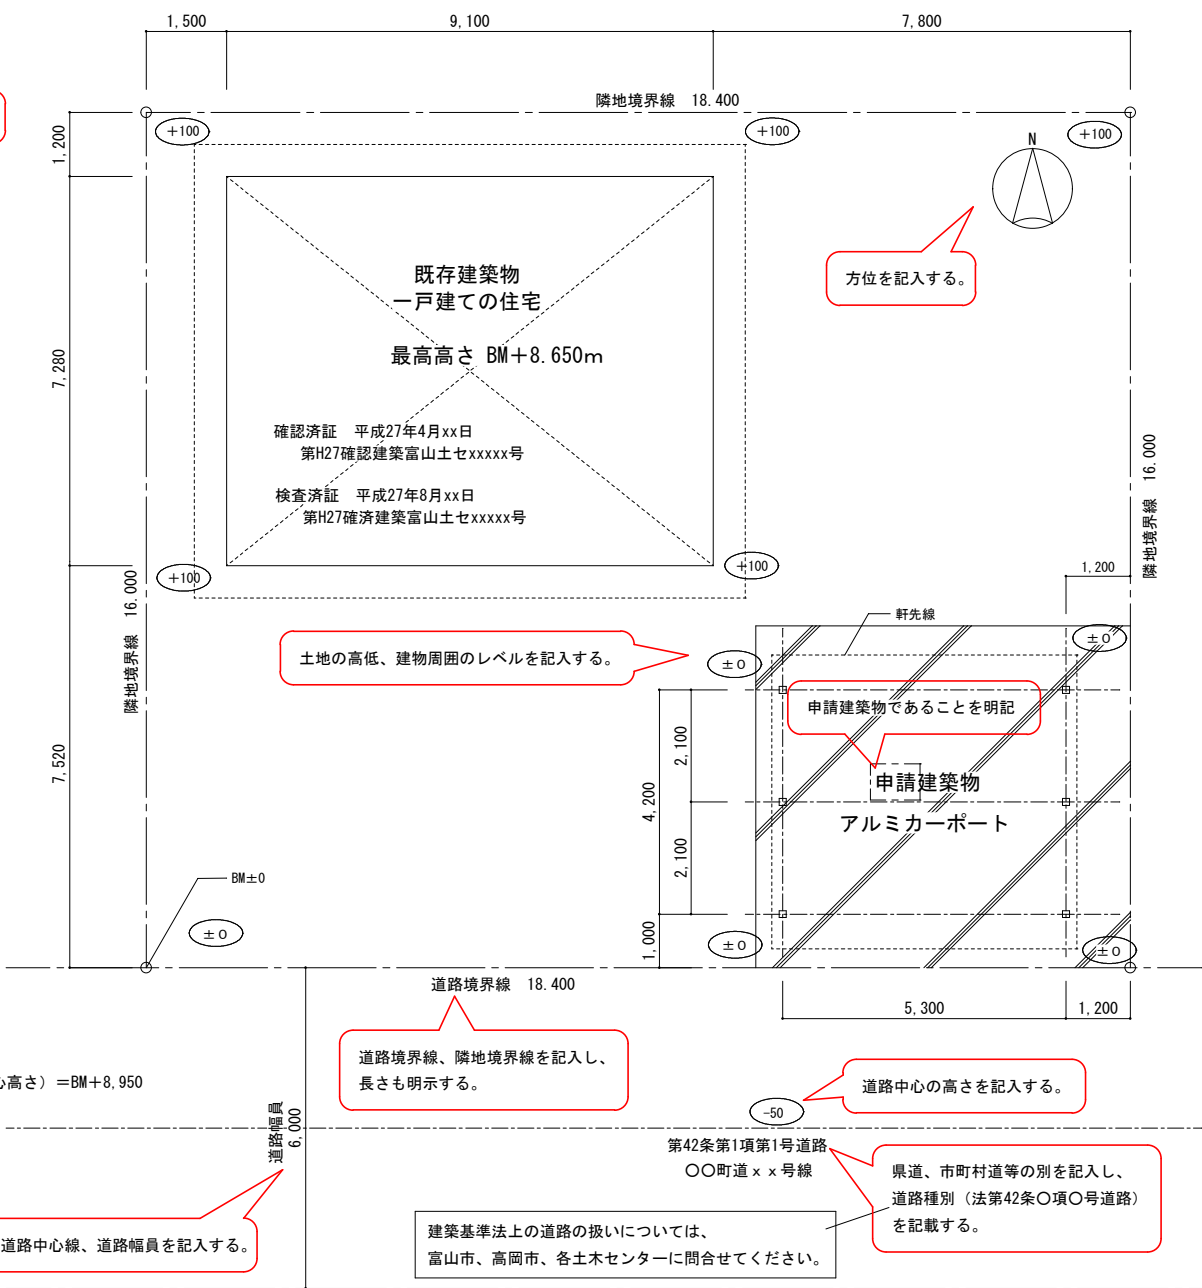 1,500
9,100
7,800
隣地境界線　18.400
+100
+100
+100
1,200
N
方位を記入する。
既存建築物
一戸建ての住宅
最高高さ BM＋8.650m
7,280
確認済証　平成27年4月xx日
第H27確認建築富山土セxxxxx号
検査済証　平成27年8月xx日
第H27確済建築富山土セxxxxx号
隣地境界線　16.000
+100
+100
1,200
隣地境界線　16.000
軒先線
±0
土地の高低、建物周囲のレベルを記入する。
±0
申請建築物であることを明記
2,100
7,520
申請建築物
4,200
アルミカーポート
2,100
BM±0
±0
±0
1,000
±0
道路境界線　18.400
5,300
1,200
道路境界線、隣地境界線を記入し、
長さも明示する。
高さ）＝BM＋8,950
道路中心の高さを記入する。
-50
道路幅員
6,000
第42条第1項第1号道路
〇〇町道ｘｘ号線
県道、市町村道等の別を記入し、
道路種別（法第42条〇項〇号道路）
を記載する。
道路中心線、道路幅員を記入する。
建築基準法上の道路の扱いについては、
富山市、高岡市、各土木センターに問合せてください。